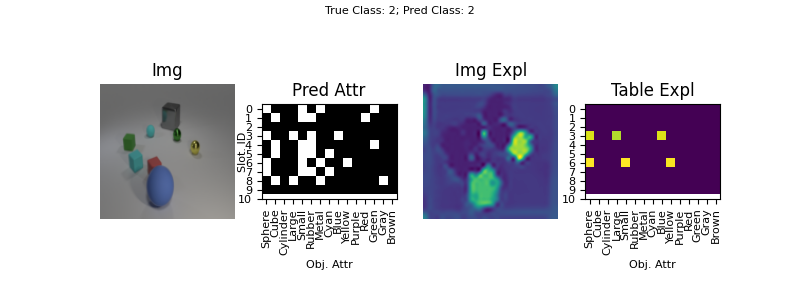 True Class: 2; Pred Class: 2
Img
Pred Attr
Img Expl
Table Expl
Slot. ID
0
1
2
3
4
5
6
7
8
9
10
Sphere
Cube
Cylinder
Large
Small
Rubber
Metal
Cyan
Blue
Yellow
Purple
Red
Green
Gray
Brown
Obj. Attr
0
1
2
3
4
5
6
7
8
9
10
Sphere
Cube
Cylinder
Large
Small
Rubber
Metal
Cyan
Blue
Yellow
Purple
Red
Green
Gray
Brown
Obj. Attr